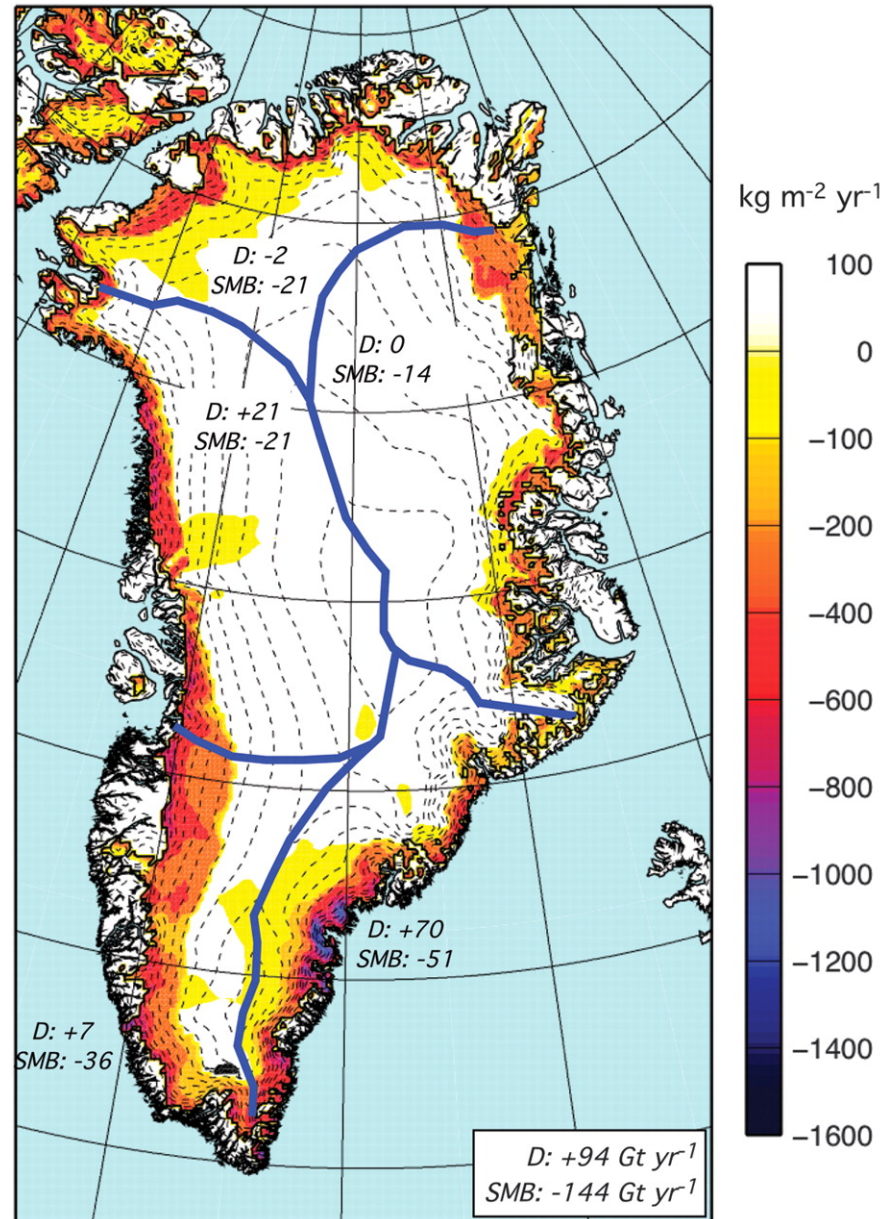 kg m⁻² yr⁻¹
100
0
−100
−200
−400
−600
−800
−1000
−1200
−1400
−1600
D: -2
SMB: -21
D: 0
SMB: -14
D: +21
SMB: -21
D: +70
SMB: -51
D: +7
SMB: -36
D: +94 Gt yr⁻¹
SMB: -144 Gt yr⁻¹